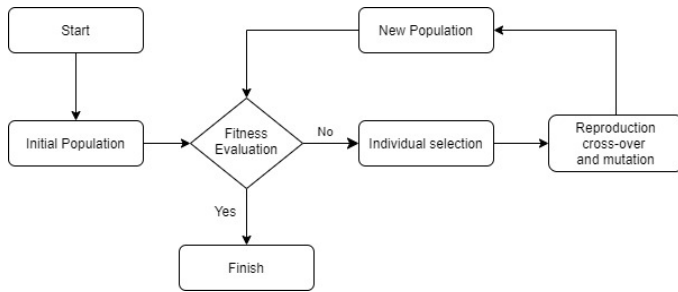 Start
New Population
Initial Population
Fitness
Evaluation
No
Individual selection
Reproduction
cross-over
and mutation
Yes
Finish